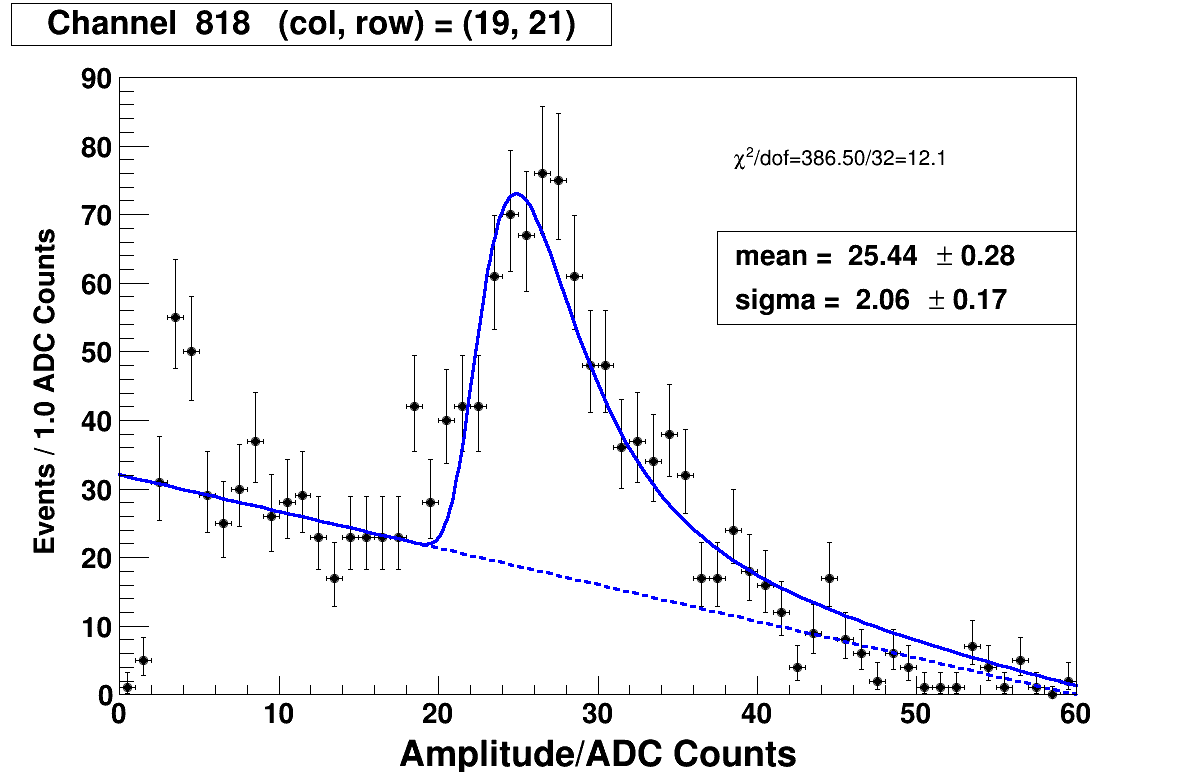 Channel 818 (col, row) = (19, 21)
90
80
70
60
50
40
30
20
10
0
Events / 1.0 ADC Counts
χ²/dof=386.50/32=12.1
mean = 25.44 ± 0.28
sigma = 2.06 ± 0.17
0 10 20 30 40 50 60
Amplitude/ADC Counts